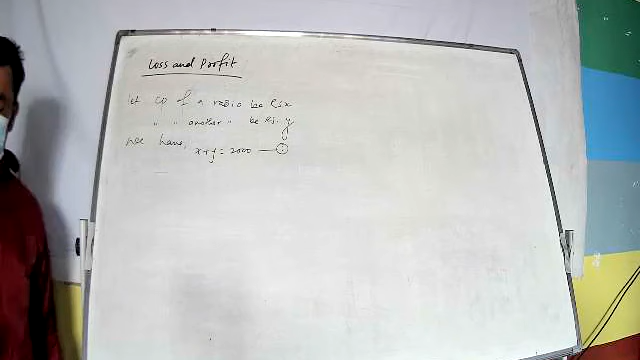 Loss and Profit
let CP of a radio be Rs x
" " another " be Rs. y
we have,
x + y = 2000 — ①